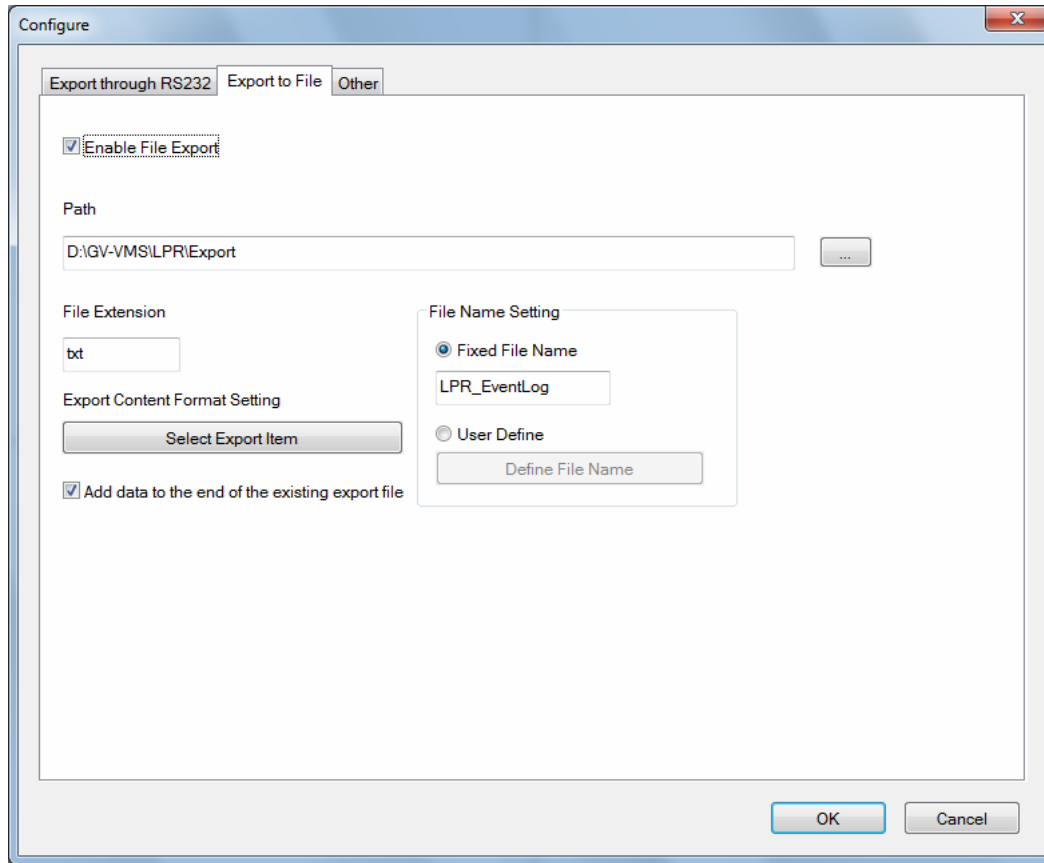 Configure
x
Export through RS232 Export to File Other
Enable File Export
Path
D:\GV-VMS\LPR\Export
...
File Extension
txt
Export Content Format Setting
Select Export Item
Add data to the end of the existing export file
File Name Setting
Fixed File Name
LPR_EventLog
User Define
Define File Name
OK Cancel